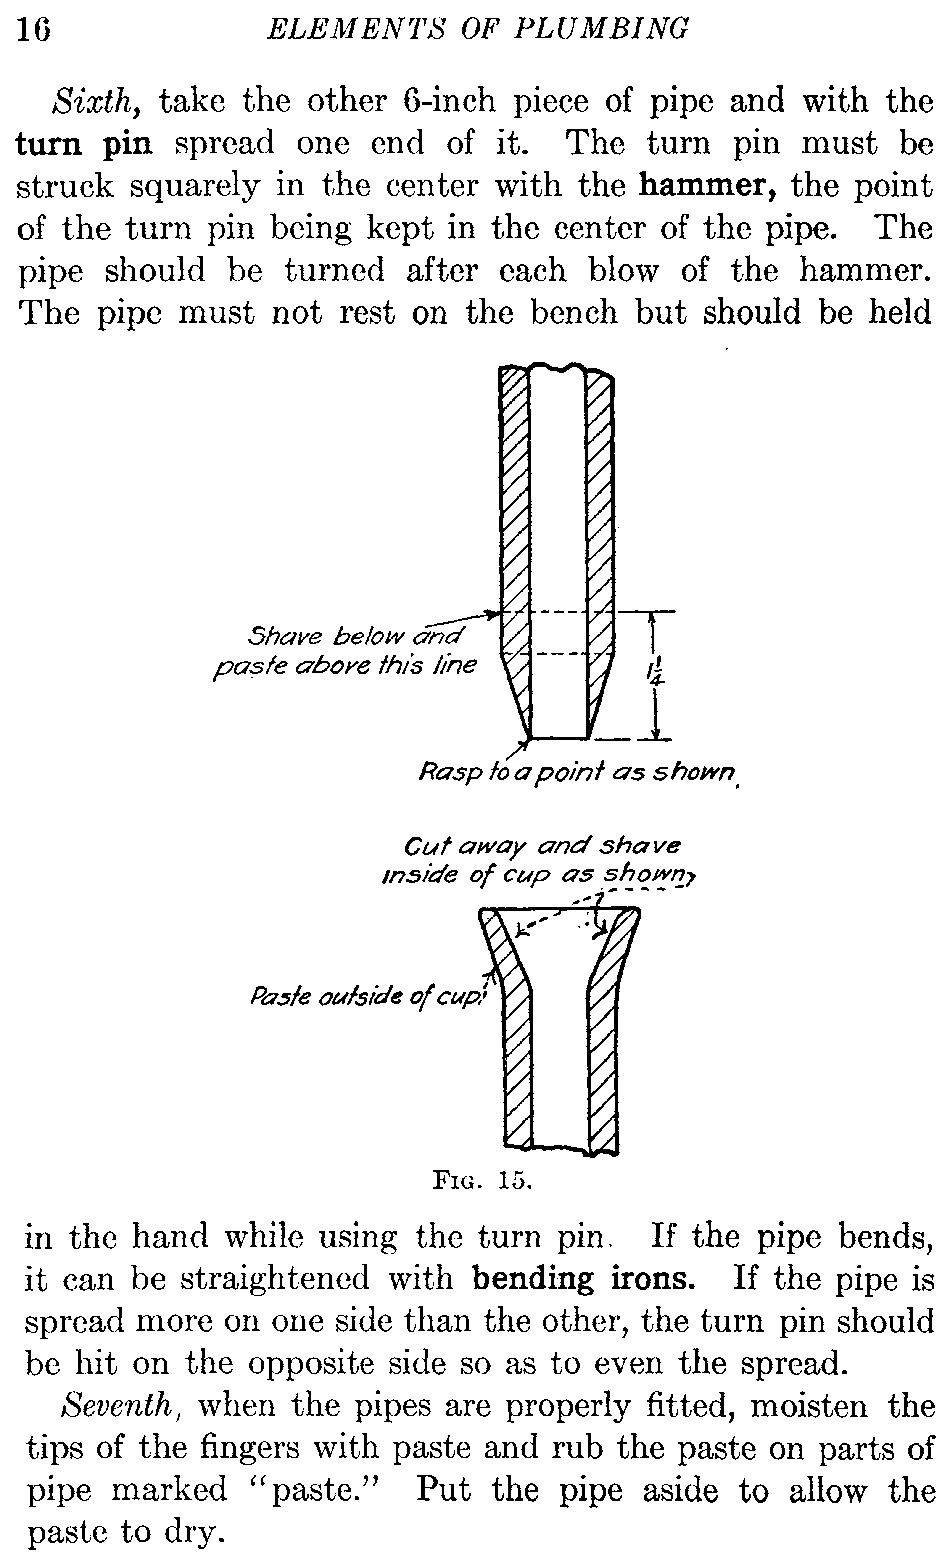 16 ELEMENTS OF PLUMBING
Sixth, take the other 6-inch piece of pipe and with the
turn pin spread one end of it. The turn pin must be
struck squarely in the center with the hammer, the point
of the turn pin being kept in the center of the pipe. The
pipe should be turned after each blow of the hammer.
The pipe must not rest on the bench but should be held
Shave below and
paste above this line
1 1/4
Rasp to a point as shown.
Cut away and shave
inside of cup as shown
Paste outside of cup
FIG. 15.
in the hand while using the turn pin. If the pipe bends,
it can be straightened with bending irons. If the pipe is
spread more on one side than the other, the turn pin should
be hit on the opposite side so as to even the spread.
Seventh, when the pipes are properly fitted, moisten the
tips of the fingers with paste and rub the paste on parts of
pipe marked “paste.” Put the pipe aside to allow the
paste to dry.